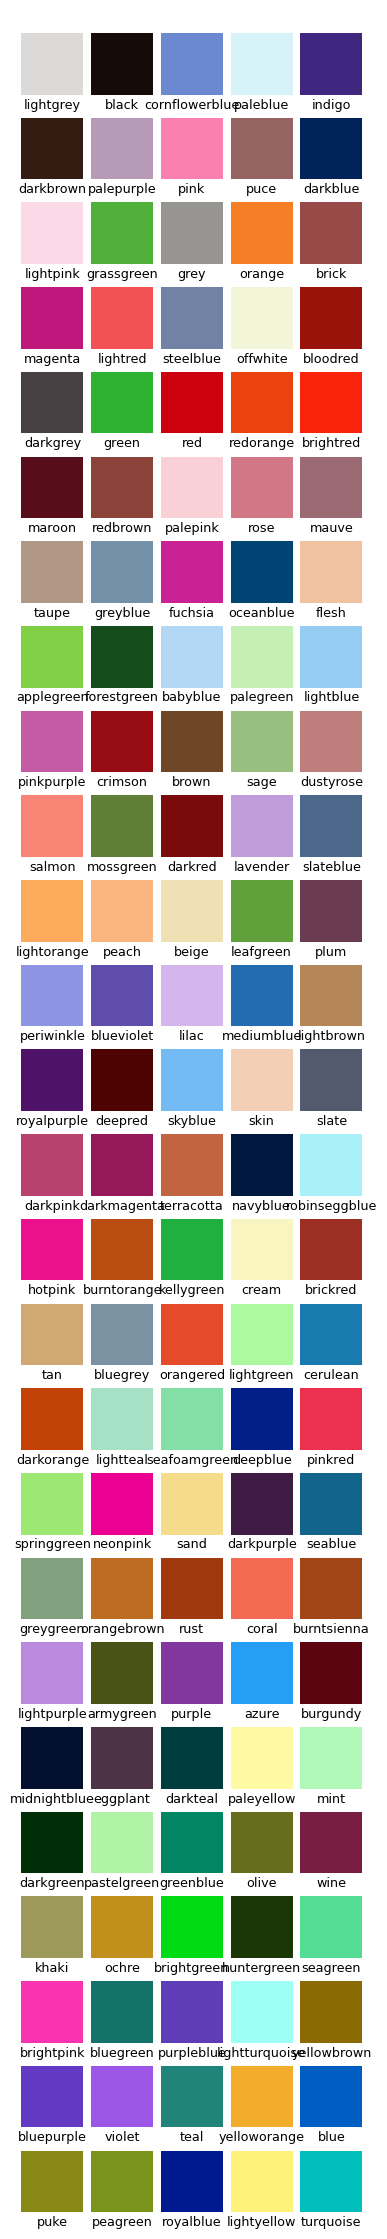 lightgrey black cornflowerblue paleblue indigo
darkbrown palepurple pink puce darkblue
lightpink grassgreen grey orange brick
magenta lightred steelblue offwhite bloodred
darkgrey green red redorange brightred
maroon redbrown palepink rose mauve
taupe greyblue fuchsia oceanblue flesh
applegreen forestgreen babyblue palegreen lightblue
pinkpurple crimson brown sage dustyrose
salmon mossgreen darkred lavender slateblue
lightorange peach beige leafgreen plum
periwinkle blueviolet lilac mediumblue lightbrown
royalpurple deepred skyblue skin slate
darkpink darkmagenta terracotta navyblue robinseggblue
hotpink burntorange kellygreen cream brickred
tan bluegrey orangered lightgreen cerulean
darkorange lightteal seafoamgreen deepblue pinkred
springgreen neonpink sand darkpurple seablue
greygreen orangebrown rust coral burntsienna
lightpurple armygreen purple azure burgundy
midnightblue eggplant darkteal paleyellow mint
darkgreen pastelgreen greenblue olive wine
khaki ochre brightgreen huntergreen seagreen
brightpink bluegreen purpleblue lightturquoise yellowbrown
bluepurple violet teal yelloworange blue
puke peagreen royalblue lightyellow turquoise